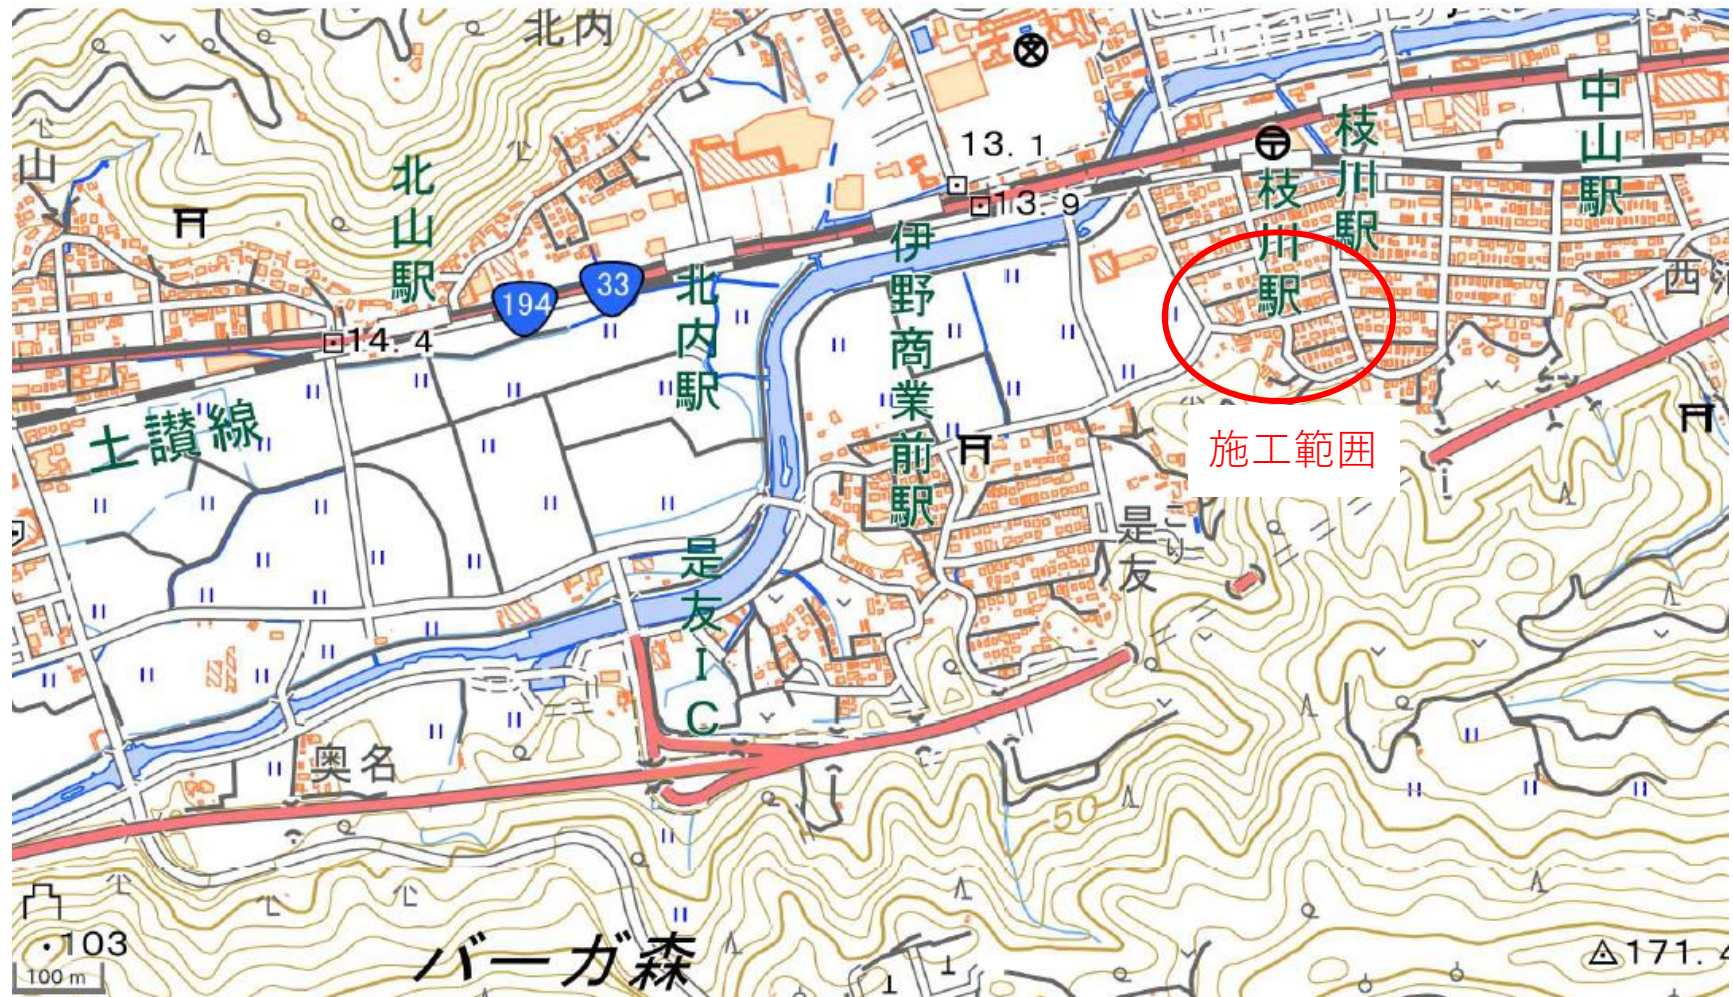 北内
13.1
13.9
中山駅
枝川駅
枝川駅
山
北山駅
伊野商業前駅
33
194
北内駅
14.4
施工範囲
土讃線
是友
是友IC
奥名
50
バーガ森
103
100 m